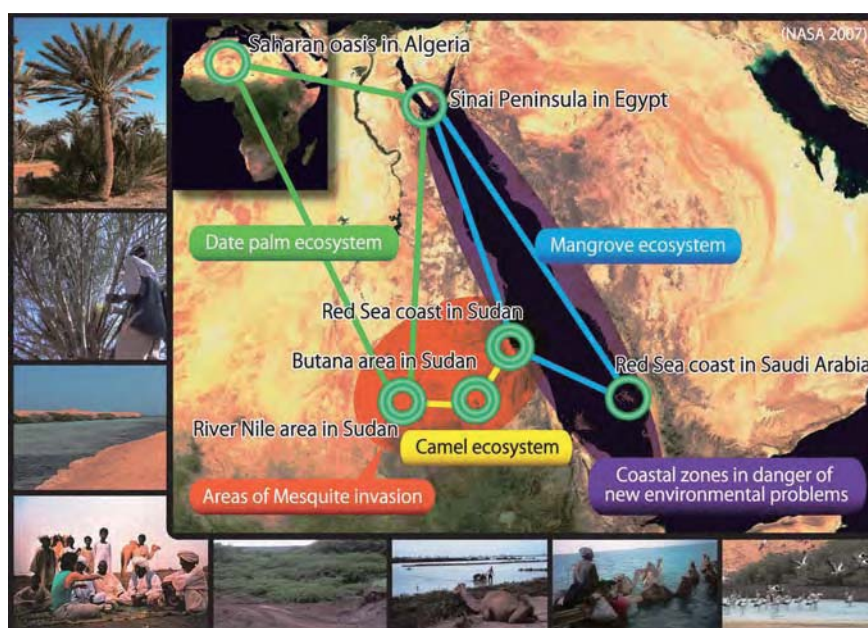 (NASA 2007)
Saharan oasis in Algeria
Sinai Peninsula in Egypt
Date palm ecosystem
Mangrove ecosystem
Red Sea coast in Sudan
Butana area in Sudan
Red Sea coast in Saudi Arabia
River Nile area in Sudan
Camel ecosystem
Areas of Mesquite invasion
Coastal zones in danger of
new environmental problems